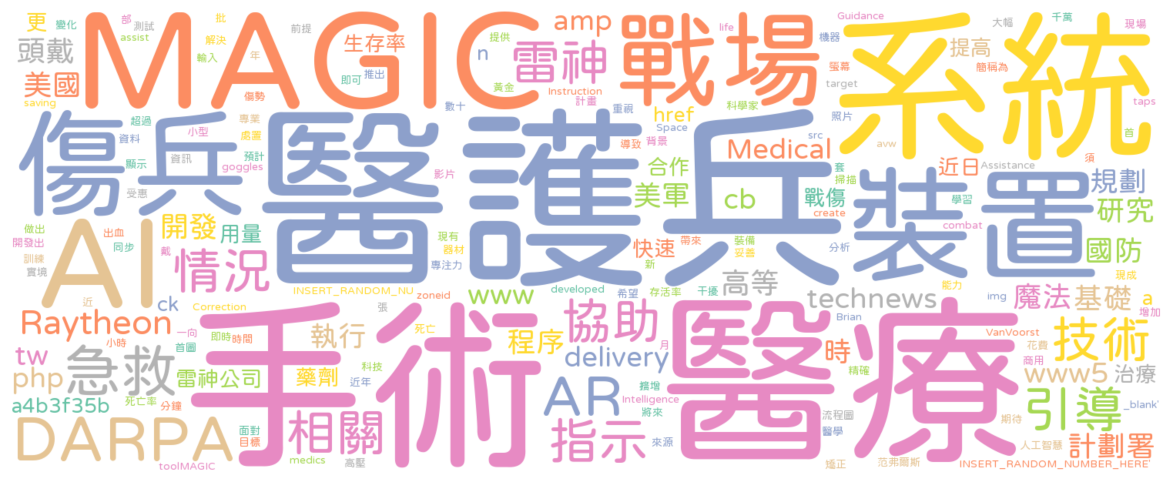 MAGIC
戰場
系統
傷兵
醫護兵
裝置
手術
醫療
AI
DARPA
Raytheon
AR
雷神
amp
生存率
n
更
變化
部
測試
批
assist
解決
輸入
年
前提
提供
推出
即可
life
Guidance
機器
螢幕
簡稱為
大幅
提高
千萬
現場
頭戴
美國
saving
傷勢
黃金
Instruction
計畫
重視
數十
科學家
target
照片
taps
首
超過
專業
處置
資料
小型
預計
顯示
資訊
goggles
受惠
影片
href
Space
導致
背景
src
avw
須
Medical
套
掃描
近日
Assistance
規劃
合作
美軍
cb
戰傷
學習
研究
create
combat
國防
分析
能力
現成
開發
用量
做出
開發出
出血
同步
戴
訓練
實境
情況
現有
器材
專注力
快速
帶來
裝備
妥善
新
高等
存活率
干擾
希望
developed
INSERT_RANDOM_NU
zoneid
www
technews
Brian
img
魔法
基礎
a
增加
近
ck
Correction
張
一向
即時
時間
小時
首圖
執行
死亡
程序
協助
月
delivery
時
精確
VanVoorst
商用
花費
技術
tw
php
急救
雷神公司
藥劑
科技
近年
擴增
Intelligence
將來
www5
治療
a4b3f35b
死亡率
分鐘
面對
目標
相關
指示
來源
流程圖
醫學
期待
引導
_blank`
人工智慧
計劃署
toolMAGIC
medics
高壓
矯正
范弗爾斯
INSERT_RANDOM_NUMBER_HERE'